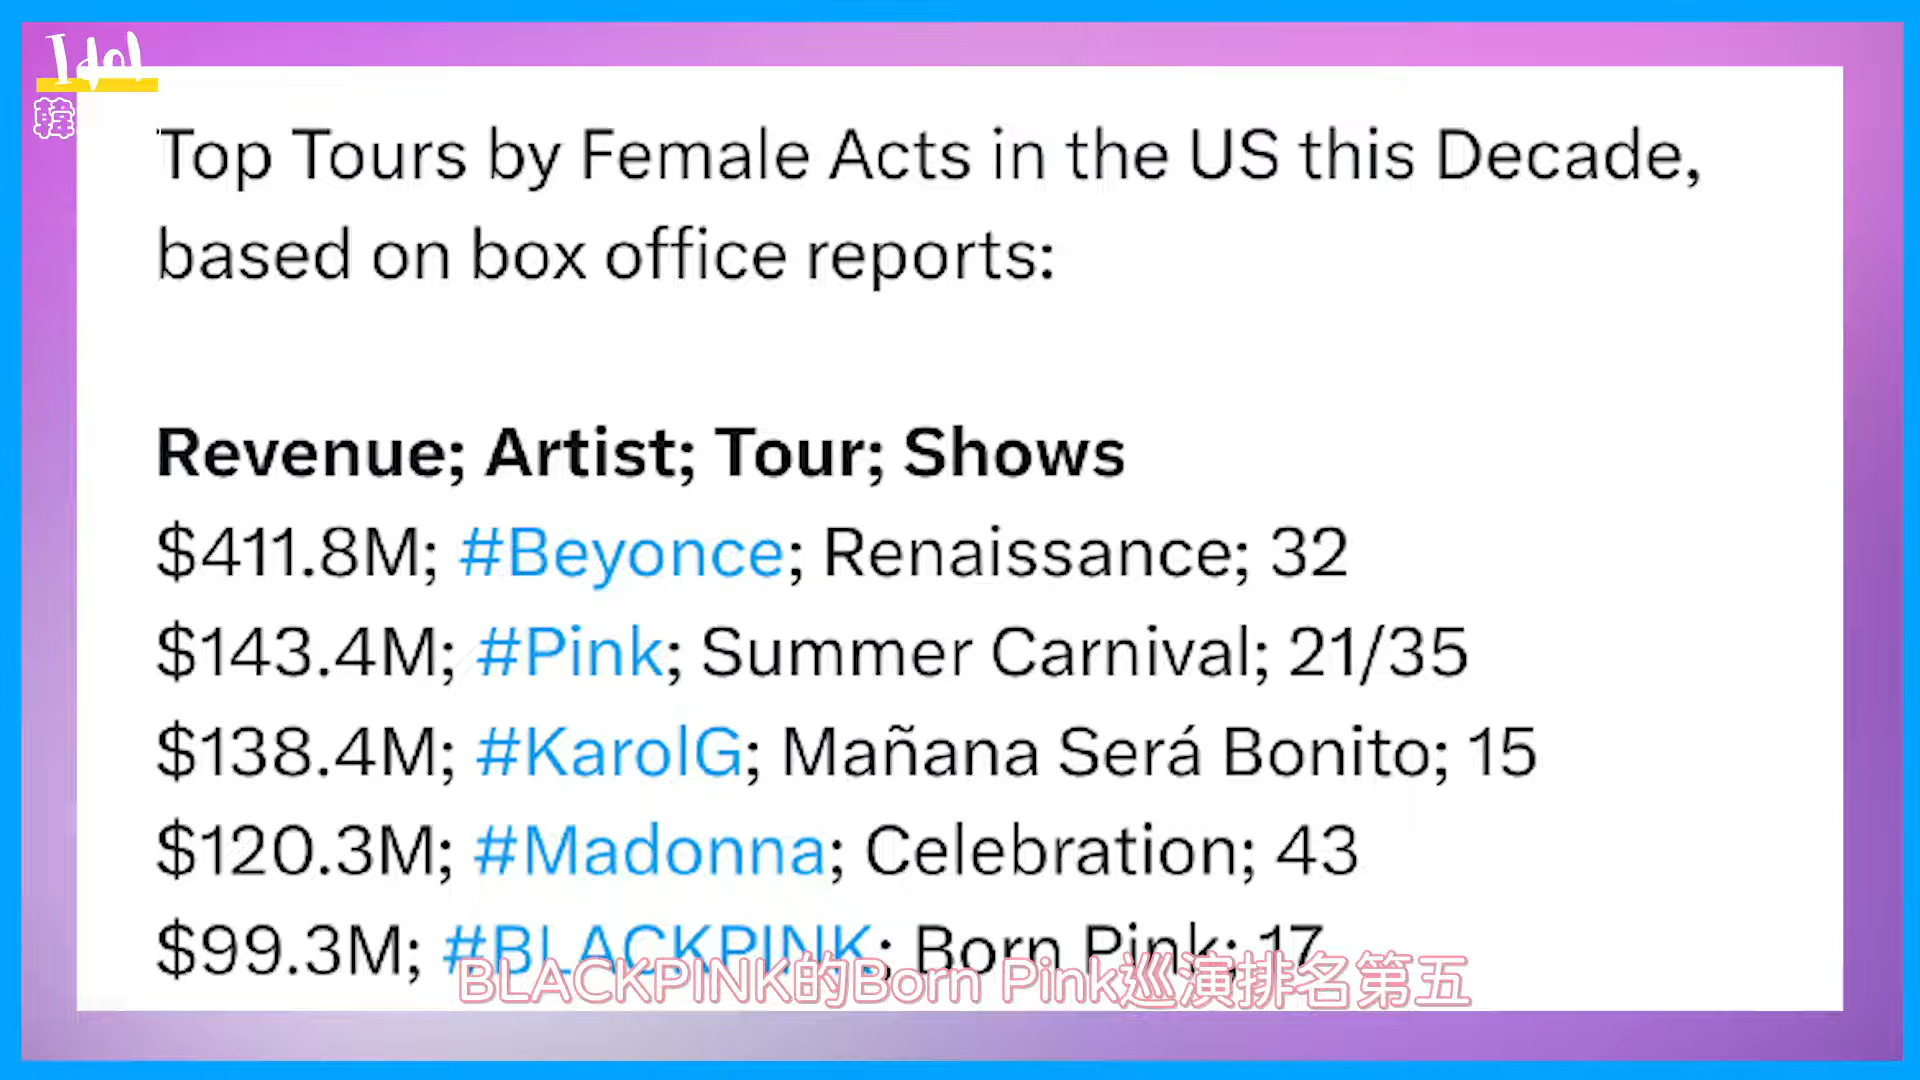 Idol
韓
Top Tours by Female Acts in the US this Decade,
based on box office reports:
Revenue; Artist; Tour; Shows
$411.8M; #Beyonce; Renaissance; 32
$143.4M; #Pink; Summer Carnival; 21/35
$138.4M; #KarolG; Mañana Será Bonito; 15
$120.3M; #Madonna; Celebration; 43
$99.3M; #BLACKPINK; Born Pink; 17
BLACKPINK的Born Pink巡演排名第五